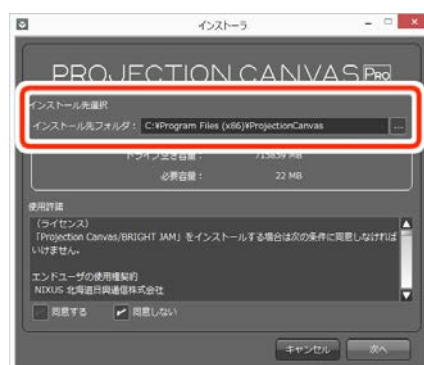 インストーラ
PROJECTION CANVAS PRO
インストール先選択
インストール先フォルダ： C:¥Program Files (x86)¥ProjectionCanvas ...
ドライブ空き容量： 715839 MB
必要容量： 22 MB
使用許諾
（ライセンス）
「Projection Canvas/BRIGHT JAM」をインストールする場合は次の条件に同意しなければ
いけません。
エンドユーザの使用権契約
NIXUS 北海道日興通信株式会社
同意する 同意しない
キャンセル 次へ